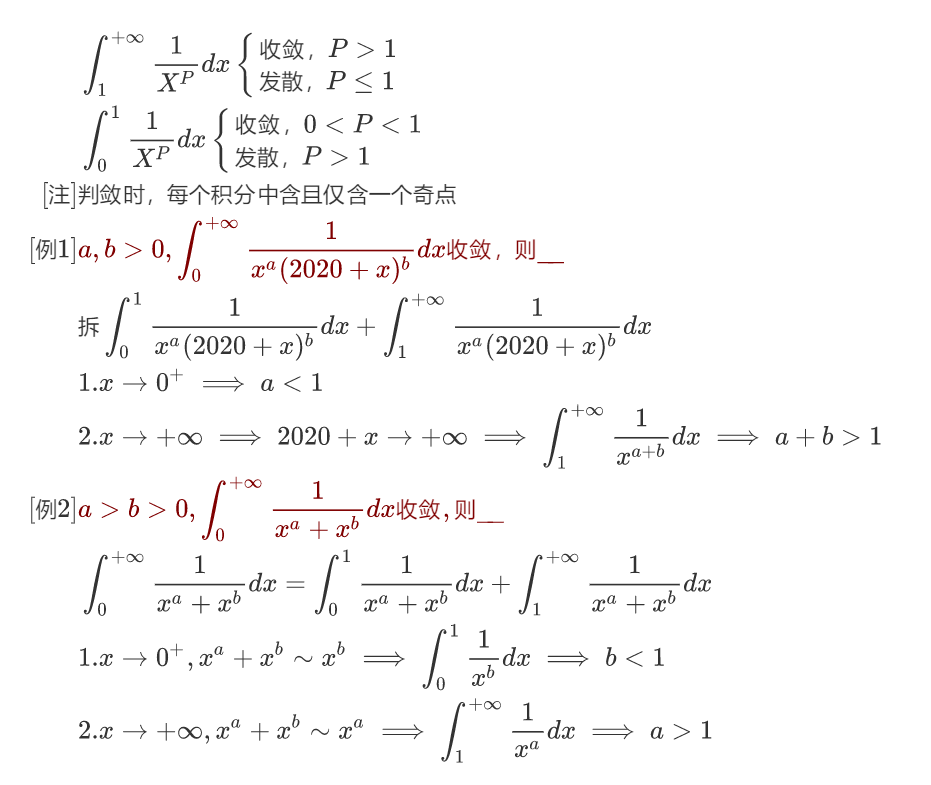 $\int_{1}^{+\infty} \frac{1}{X^P} dx \begin{cases} 收敛，P > 1 \\ 发散，P \leq 1 \end{cases}$
$\int_{0}^{1} \frac{1}{X^P} dx \begin{cases} 收敛，0 < P < 1 \\ 发散，P > 1 \end{cases}$
[注]判敛时，每个积分中含且仅含一个奇点
[例1]$a, b > 0, \int_{0}^{+\infty} \frac{1}{x^a(2020 + x)^b} dx$收敛，则__
拆$\int_{0}^{1} \frac{1}{x^a(2020 + x)^b} dx + \int_{1}^{+\infty} \frac{1}{x^a(2020 + x)^b} dx$
$1.x \to 0^+ \implies a < 1$
$2.x \to +\infty \implies 2020 + x \to +\infty \implies \int_{1}^{+\infty} \frac{1}{x^{a+b}} dx \implies a + b > 1$
[例2]$a > b > 0, \int_{0}^{+\infty} \frac{1}{x^a + x^b} dx$收敛,则__
$\int_{0}^{+\infty} \frac{1}{x^a + x^b} dx = \int_{0}^{1} \frac{1}{x^a + x^b} dx + \int_{1}^{+\infty} \frac{1}{x^a + x^b} dx$
$1.x \to 0^+, x^a + x^b \sim x^b \implies \int_{0}^{1} \frac{1}{x^b} dx \implies b < 1$
$2.x \to +\infty, x^a + x^b \sim x^a \implies \int_{1}^{+\infty} \frac{1}{x^a} dx \implies a > 1$